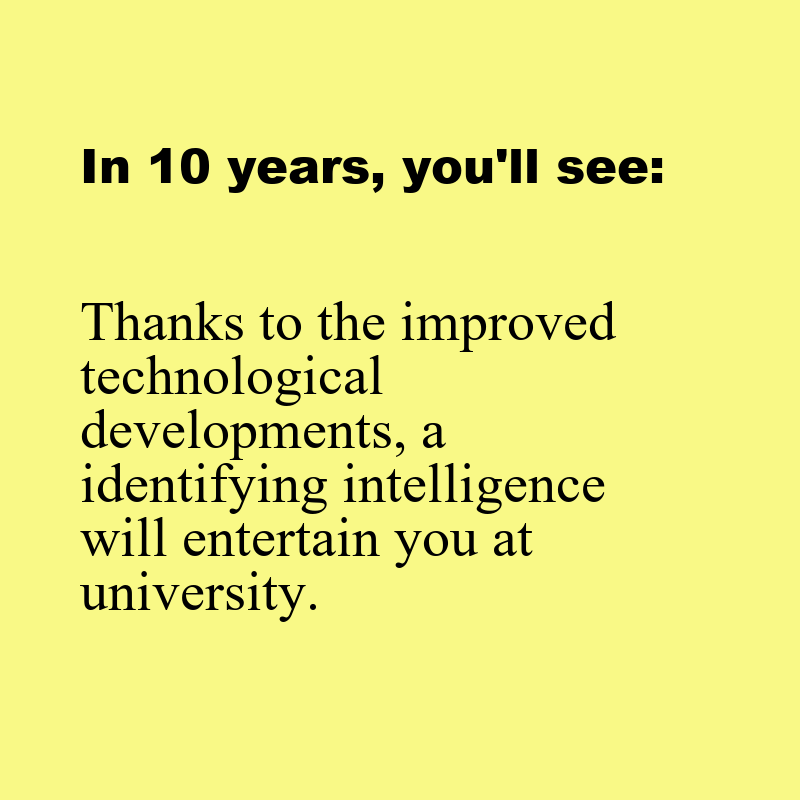 In 10 years, you'll see:
Thanks to the improved
technological
developments, a
identifying intelligence
will entertain you at
university.